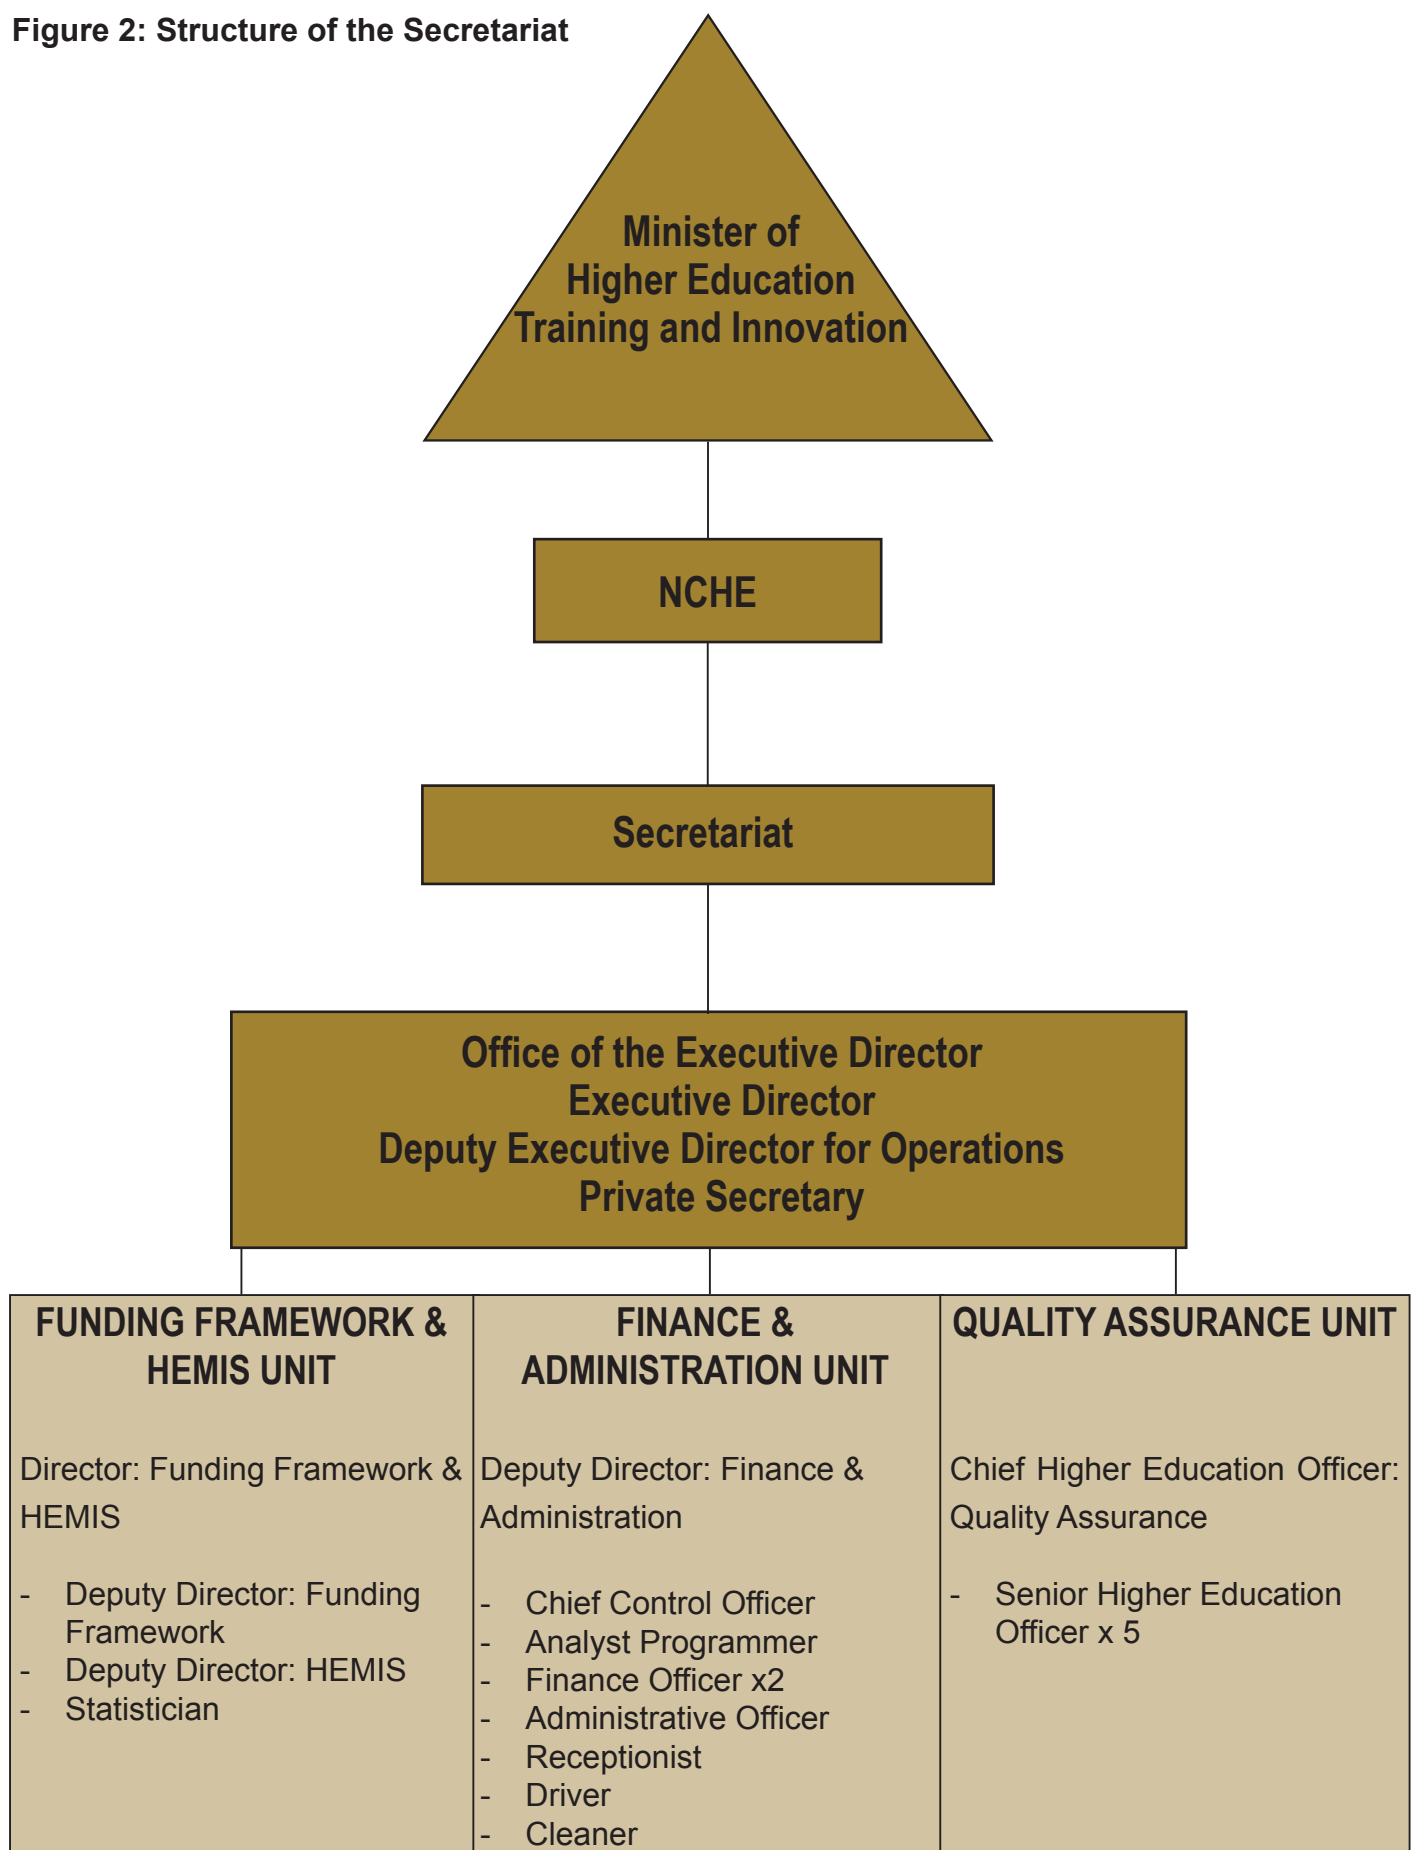 Figure 2: Structure of the Secretariat
Minister of
Higher Education
Training and Innovation
NCHE
Secretariat
Office of the Executive Director
Executive Director
Deputy Executive Director for Operations
Private Secretary
FUNDING FRAMEWORK &
HEMIS UNIT
Director: Funding Framework &
HEMIS
- Deputy Director: Funding
Framework
- Deputy Director: HEMIS
- Statistician
FINANCE &
ADMINISTRATION UNIT
Deputy Director: Finance &
Administration
- Chief Control Officer
- Analyst Programmer
- Finance Officer x2
- Administrative Officer
- Receptionist
- Driver
- Cleaner
QUALITY ASSURANCE UNIT
Chief Higher Education Officer:
Quality Assurance
- Senior Higher Education
Officer x 5